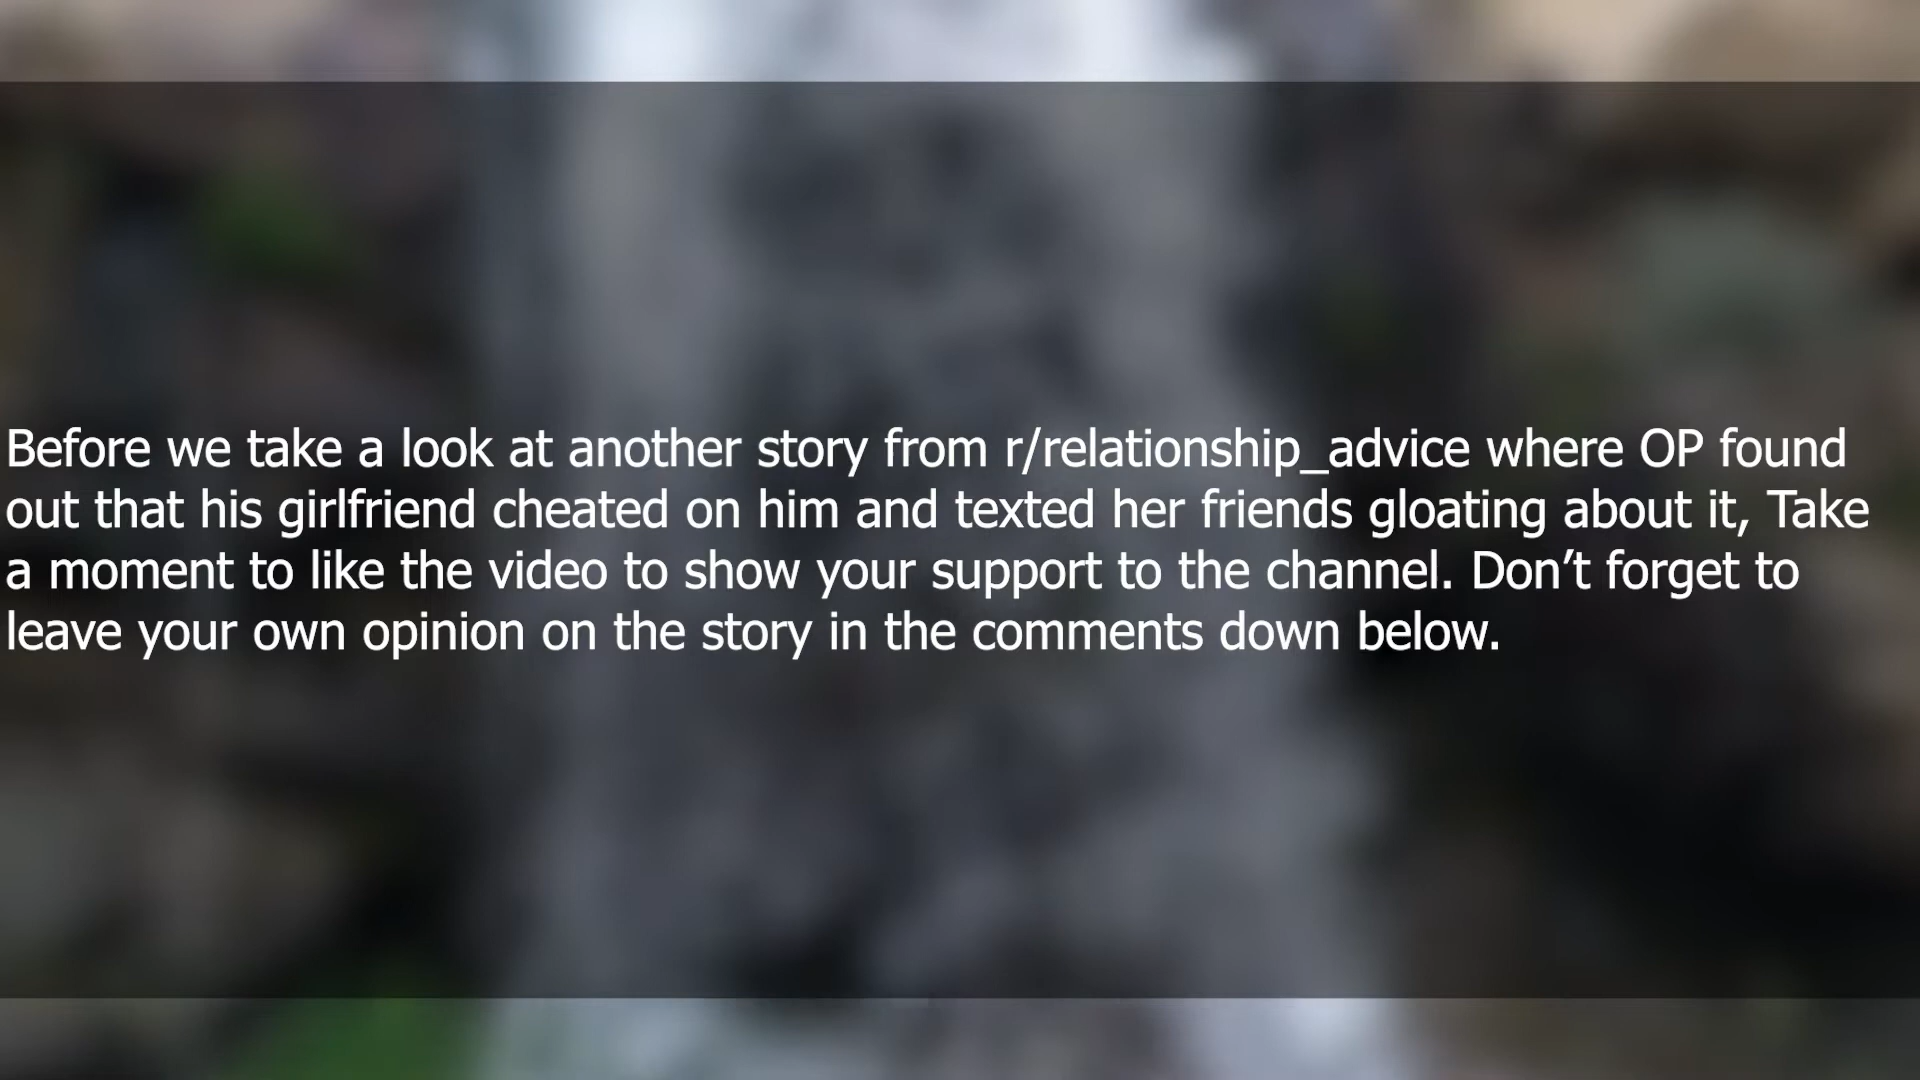 Before we take a look at another story from r/relationship_advice where OP found
out that his girlfriend cheated on him and texted her friends gloating about it, Take
a moment to like the video to show your support to the channel. Don’t forget to
leave your own opinion on the story in the comments down below.